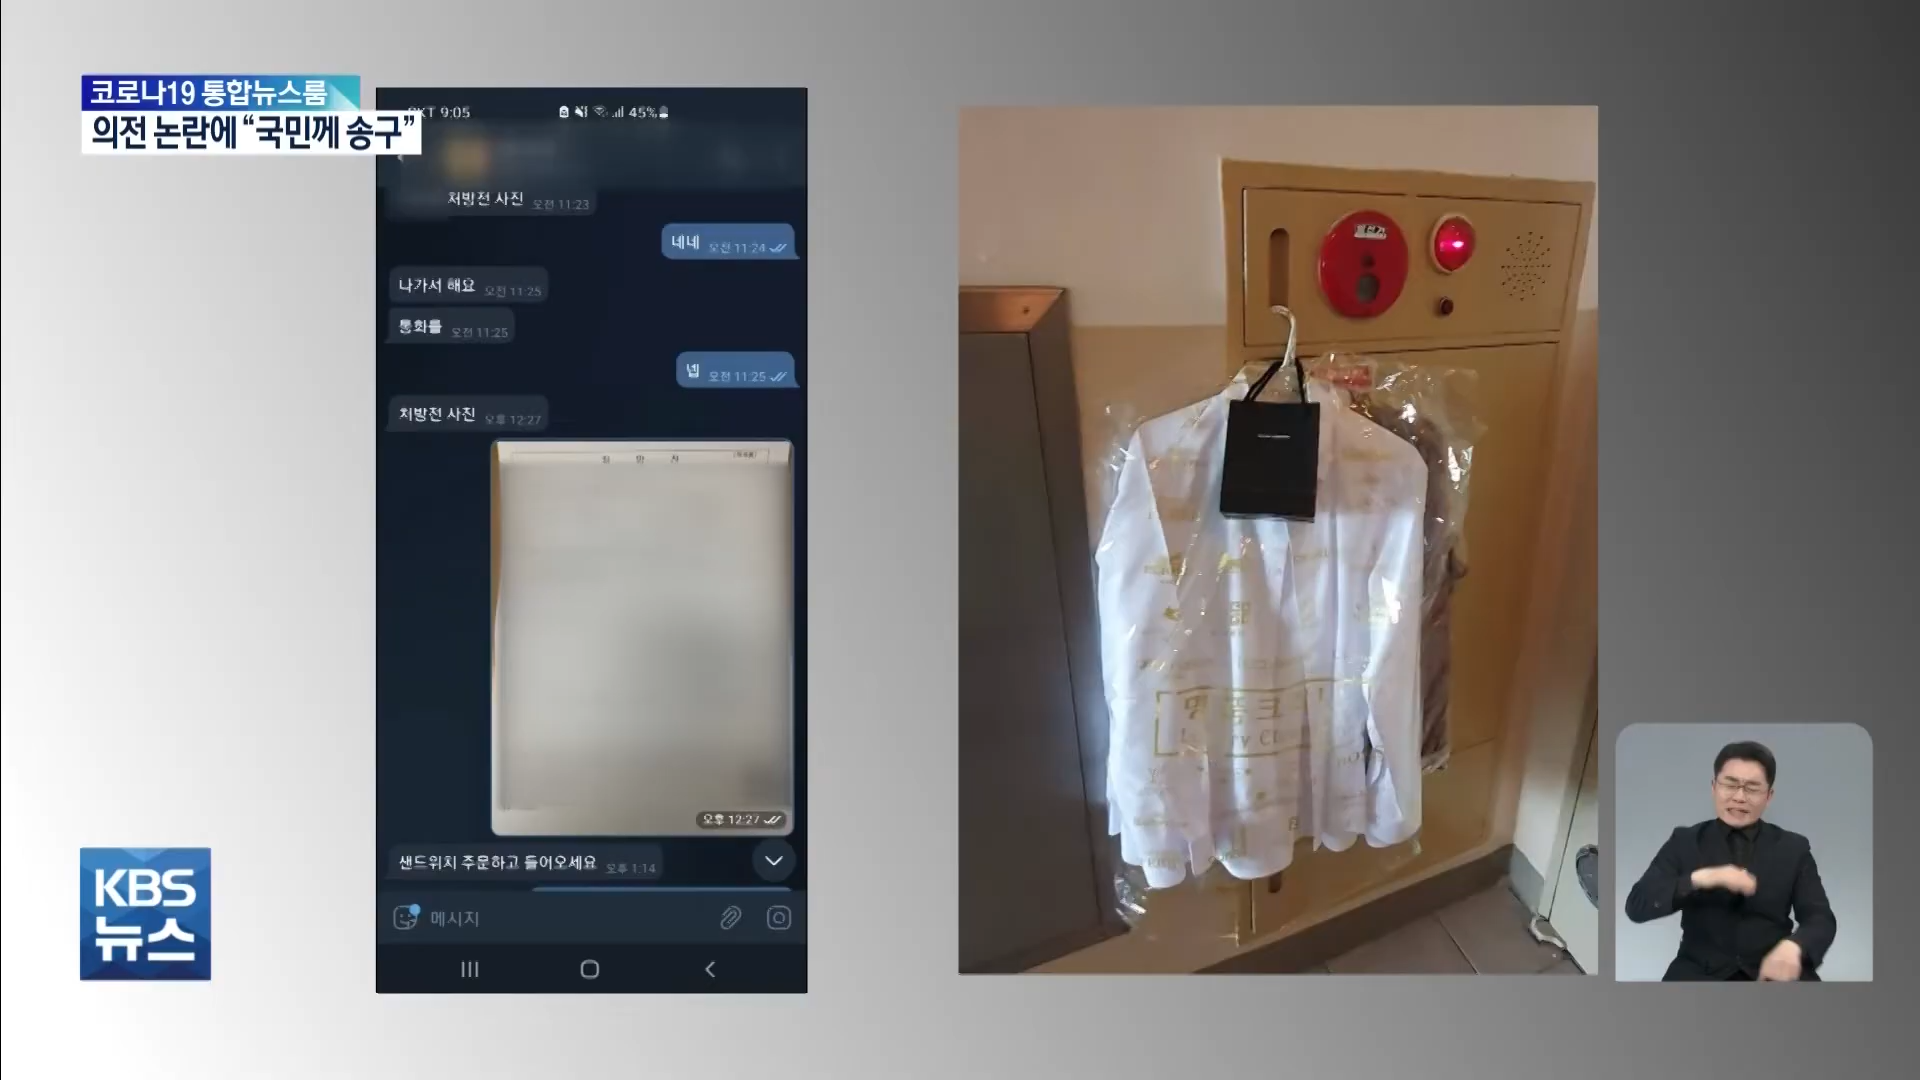 코로나19 통합뉴스룸
의전 논란에 “국민께 송구”
SKT 9:05
45%
처방전 사진 오전 11:23
네네 오전 11:24
나가서 해요 오전 11:25
통화를 오전 11:25
넵 오전 11:25
처방전 사진 오후 12:27
처 방 전
오후 12:27
샌드위치 주문하고 들어오세요 오후 1:14
메시지
KBS
뉴스